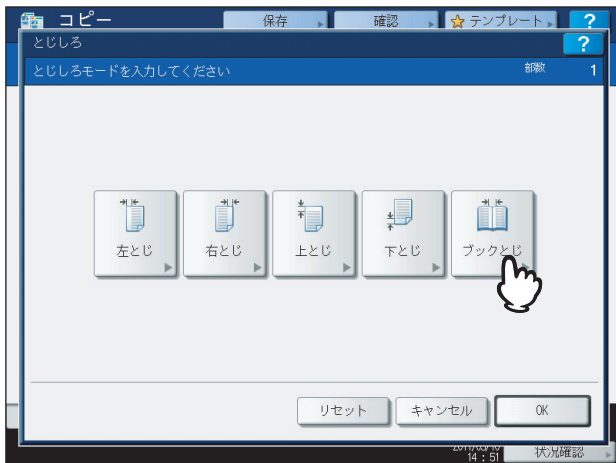 コピー 保存 確認 テンプレート ?
とじしろ ?
とじしろモードを入力してください 部数 1
左とじ 右とじ 上とじ 下とじ ブックとじ
リセット キャンセル OK
14：51 状況確認